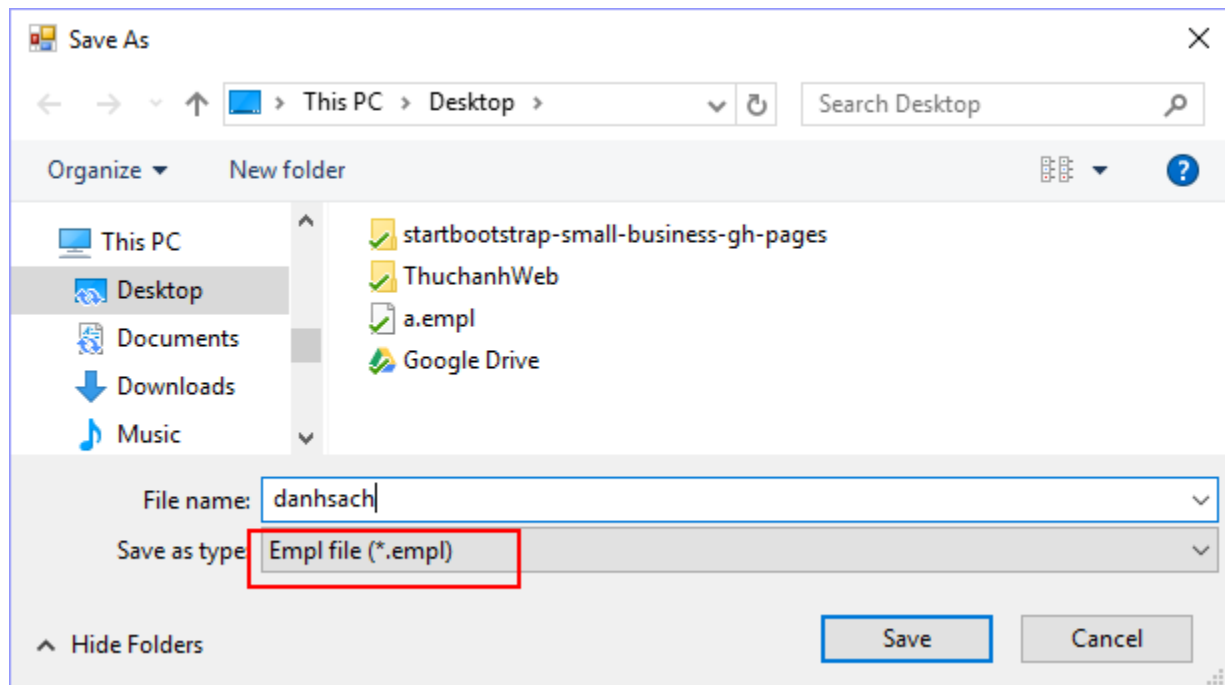 Save As
This PC > Desktop >
Search Desktop
Organize
New folder
This PC
Desktop
Documents
Downloads
Music
startbootstrap-small-business-gh-pages
ThuchanhWeb
a.empl
Google Drive
File name: danhsach
Save as type: Empl file (*.empl)
Hide Folders
Save
Cancel